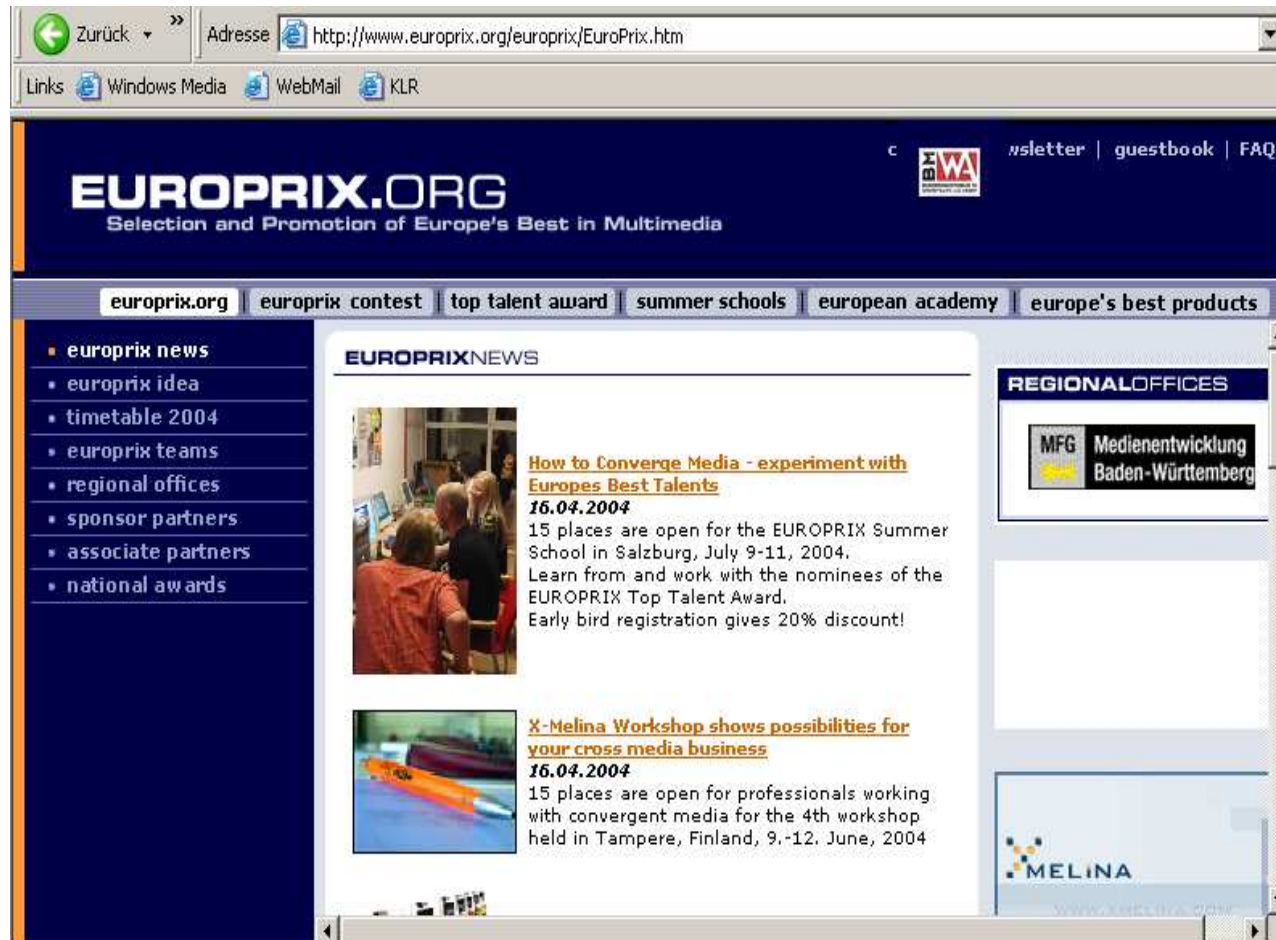 Zurück
»
Adresse
http://www.europrix.org/europrix/EuroPrix.htm
Links Windows Media WebMail KLR
c
BM WA
wsletter | guestbook | FAQ
EUROPRIX.ORG
Selection and Promotion of Europe's Best in Multimedia
europrix.org | europrix contest | top talent award | summer schools | european academy | europe's best products
europrix news
europrix idea
timetable 2004
europrix teams
regional offices
sponsor partners
associate partners
national awards
EUROPRIXNEWS
How to Converge Media - experiment with
Europes Best Talents
16.04.2004
15 places are open for the EUROPRIX Summer
School in Salzburg, July 9-11, 2004.
Learn from and work with the nominees of the
EUROPRIX Top Talent Award.
Early bird registration gives 20% discount!
X-Melina Workshop shows possibilities for
your cross media business
16.04.2004
15 places are open for professionals working
with convergent media for the 4th workshop
held in Tampere, Finland, 9.-12. June, 2004
REGIONALOFFICES
MFG Medienentwicklung
Baden-Württemberg
MELINA
WWW.XMELINA.COM